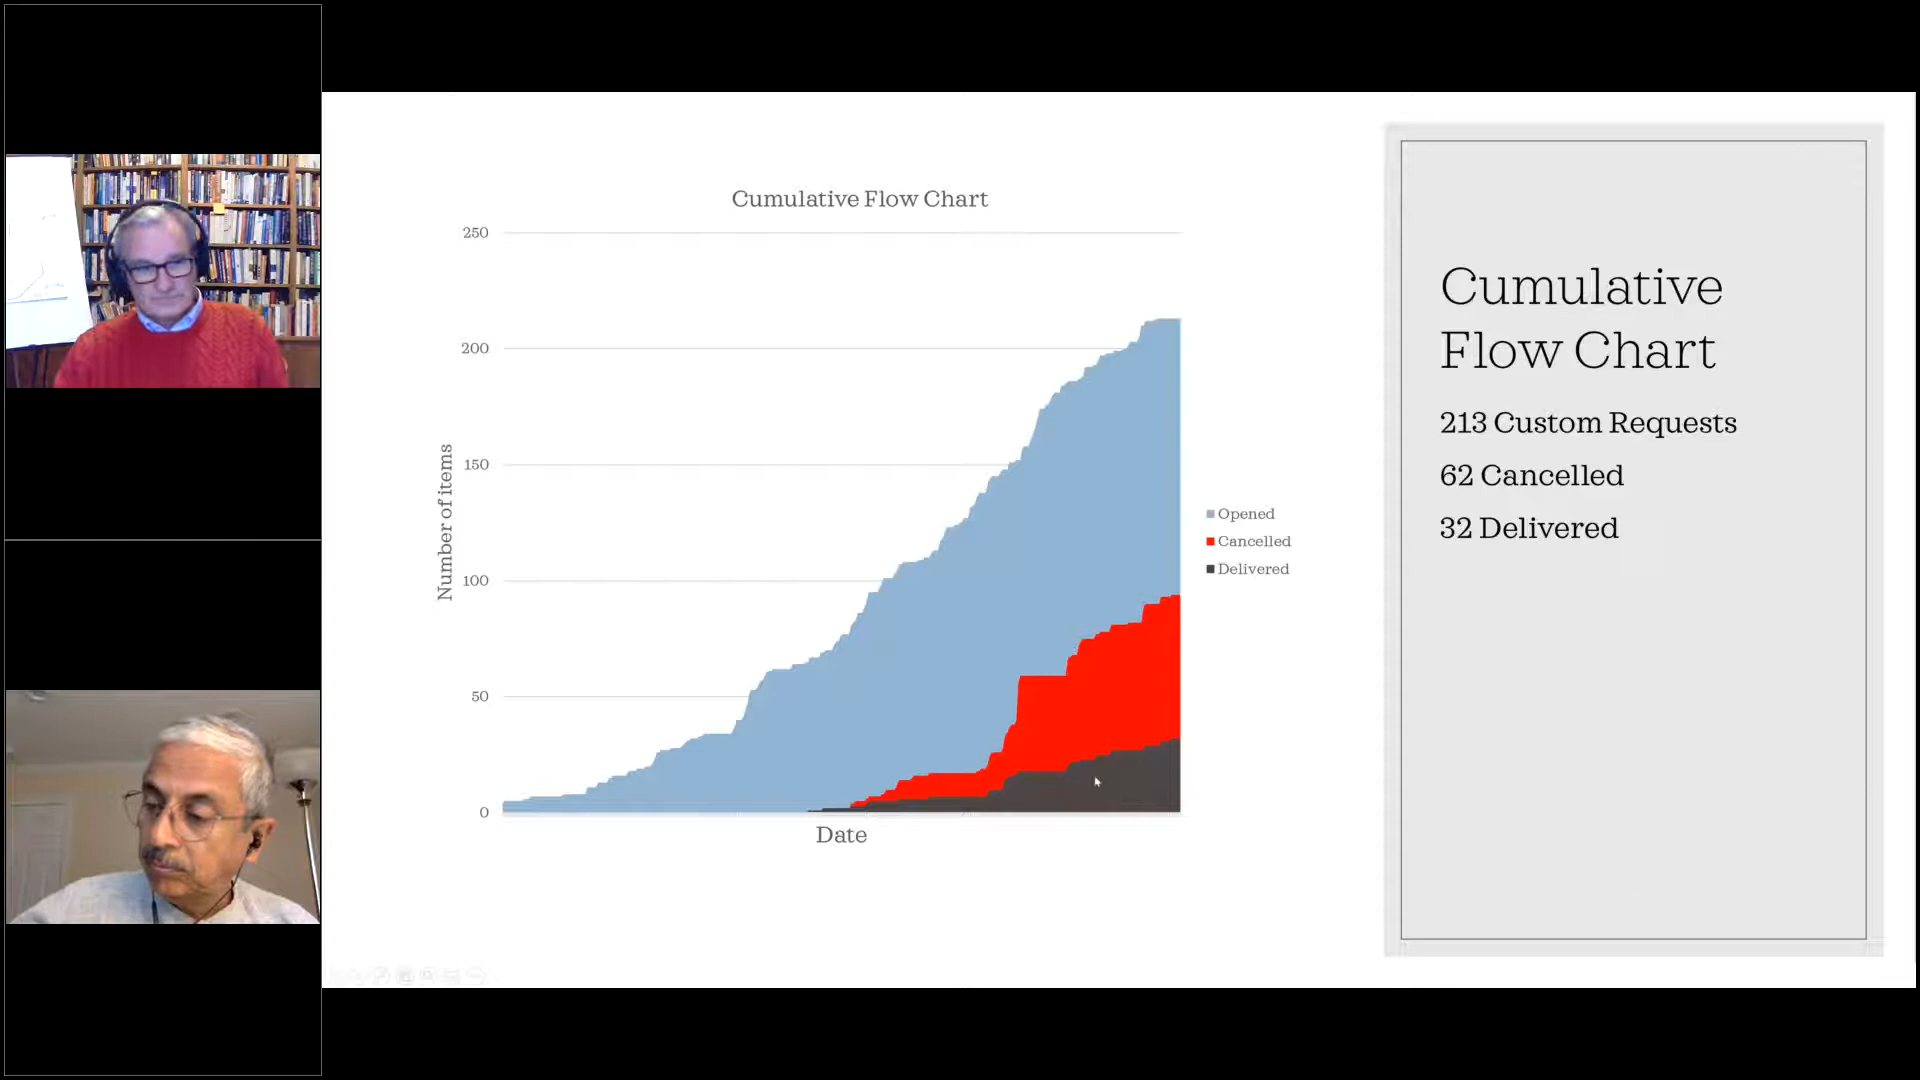 Cumulative Flow Chart
250
200
150
100
50
0
Number of items
Date
Opened
Cancelled
Delivered
Cumulative
Flow Chart
213 Custom Requests
62 Cancelled
32 Delivered